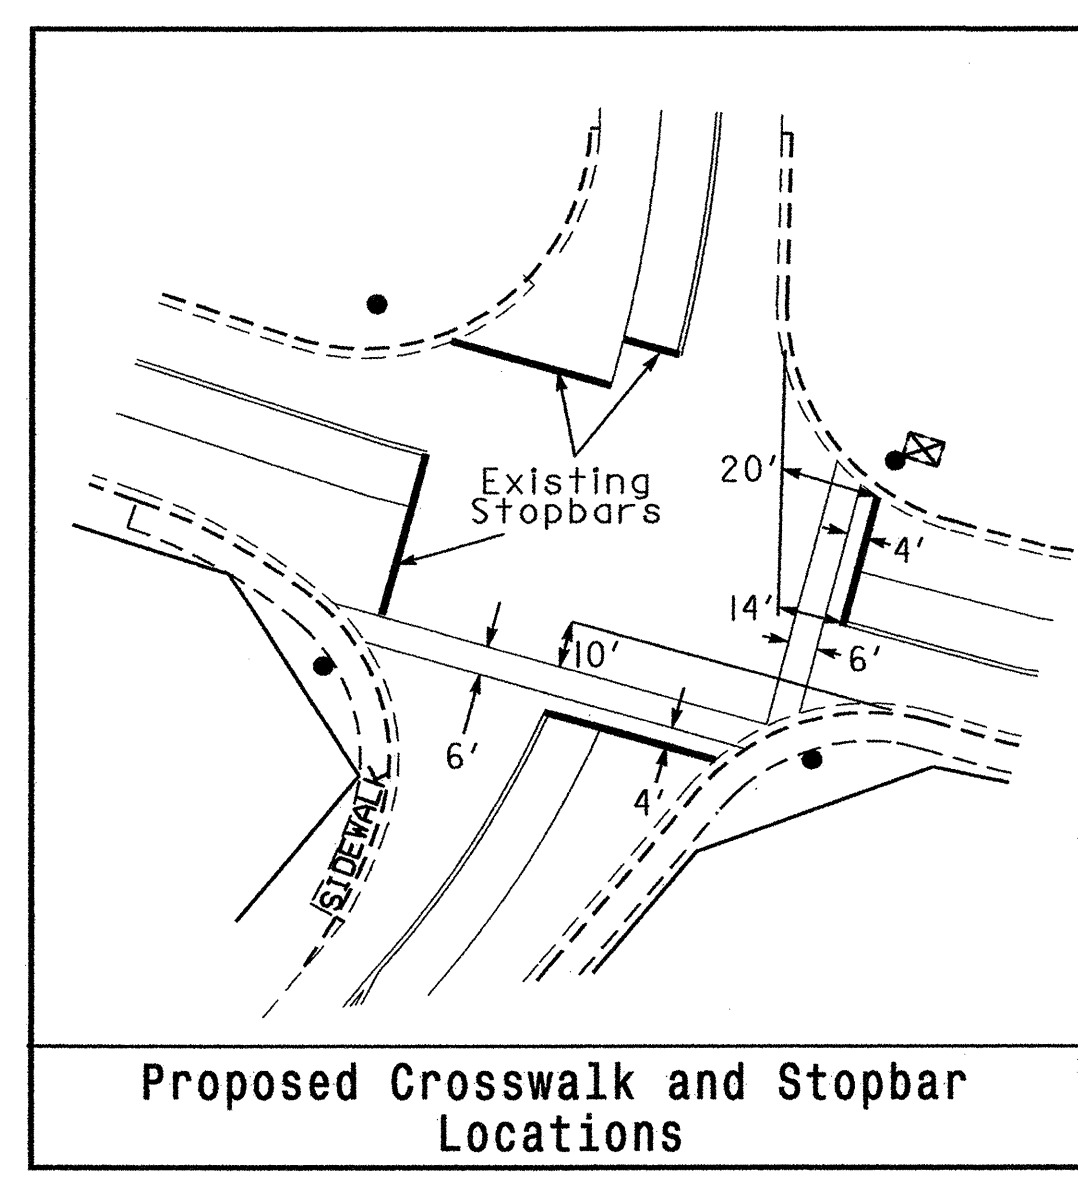 Existing
Stopbars
20'
4'
14'
6'
10'
6'
4'
SIDEWALK
Proposed Crosswalk and Stopbar
Locations